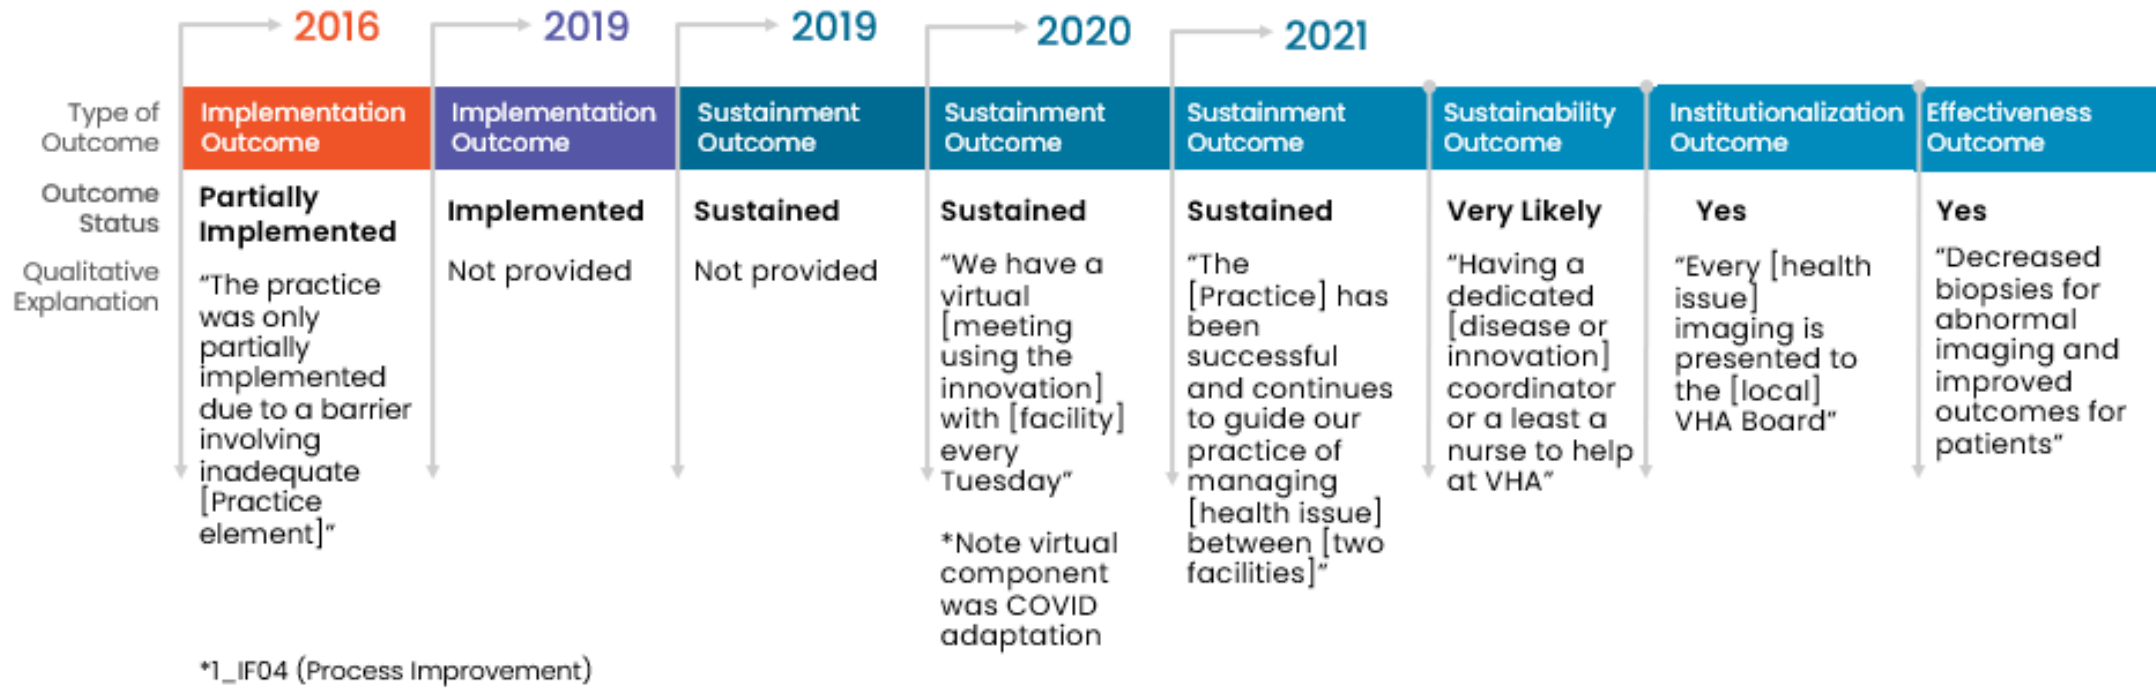 2016
2019
2019
2020
2021
Type of
Outcome
Implementation
Outcome
Implementation
Outcome
Sustainment
Outcome
Sustainment
Outcome
Sustainment
Outcome
Sustainability
Outcome
Institutionalization
Outcome
Effectiveness
Outcome
Outcome
Status
Partially
Implemented
Implemented
Sustained
Sustained
Sustained
Very Likely
Yes
Yes
Qualitative
Explanation
“The practice
was only
partially
implemented
due to a barrier
involving
inadequate
[Practice
element]”
Not provided
Not provided
“We have a
virtual
[meeting
using the
innovation]
with [facility]
every
Tuesday”
*Note virtual
component
was COVID
adaptation
“The
[Practice] has
been
successful
and continues
to guide our
practice of
managing
[health issue]
between [two
facilities]”
“Having a
dedicated
[disease or
innovation]
coordinator
or a least a
nurse to help
at VHA”
“Every [health
issue]
imaging is
presented to
the [local]
VHA Board”
“Decreased
biopsies for
abnormal
imaging and
improved
outcomes for
patients”
*1_IF04 (Process Improvement)